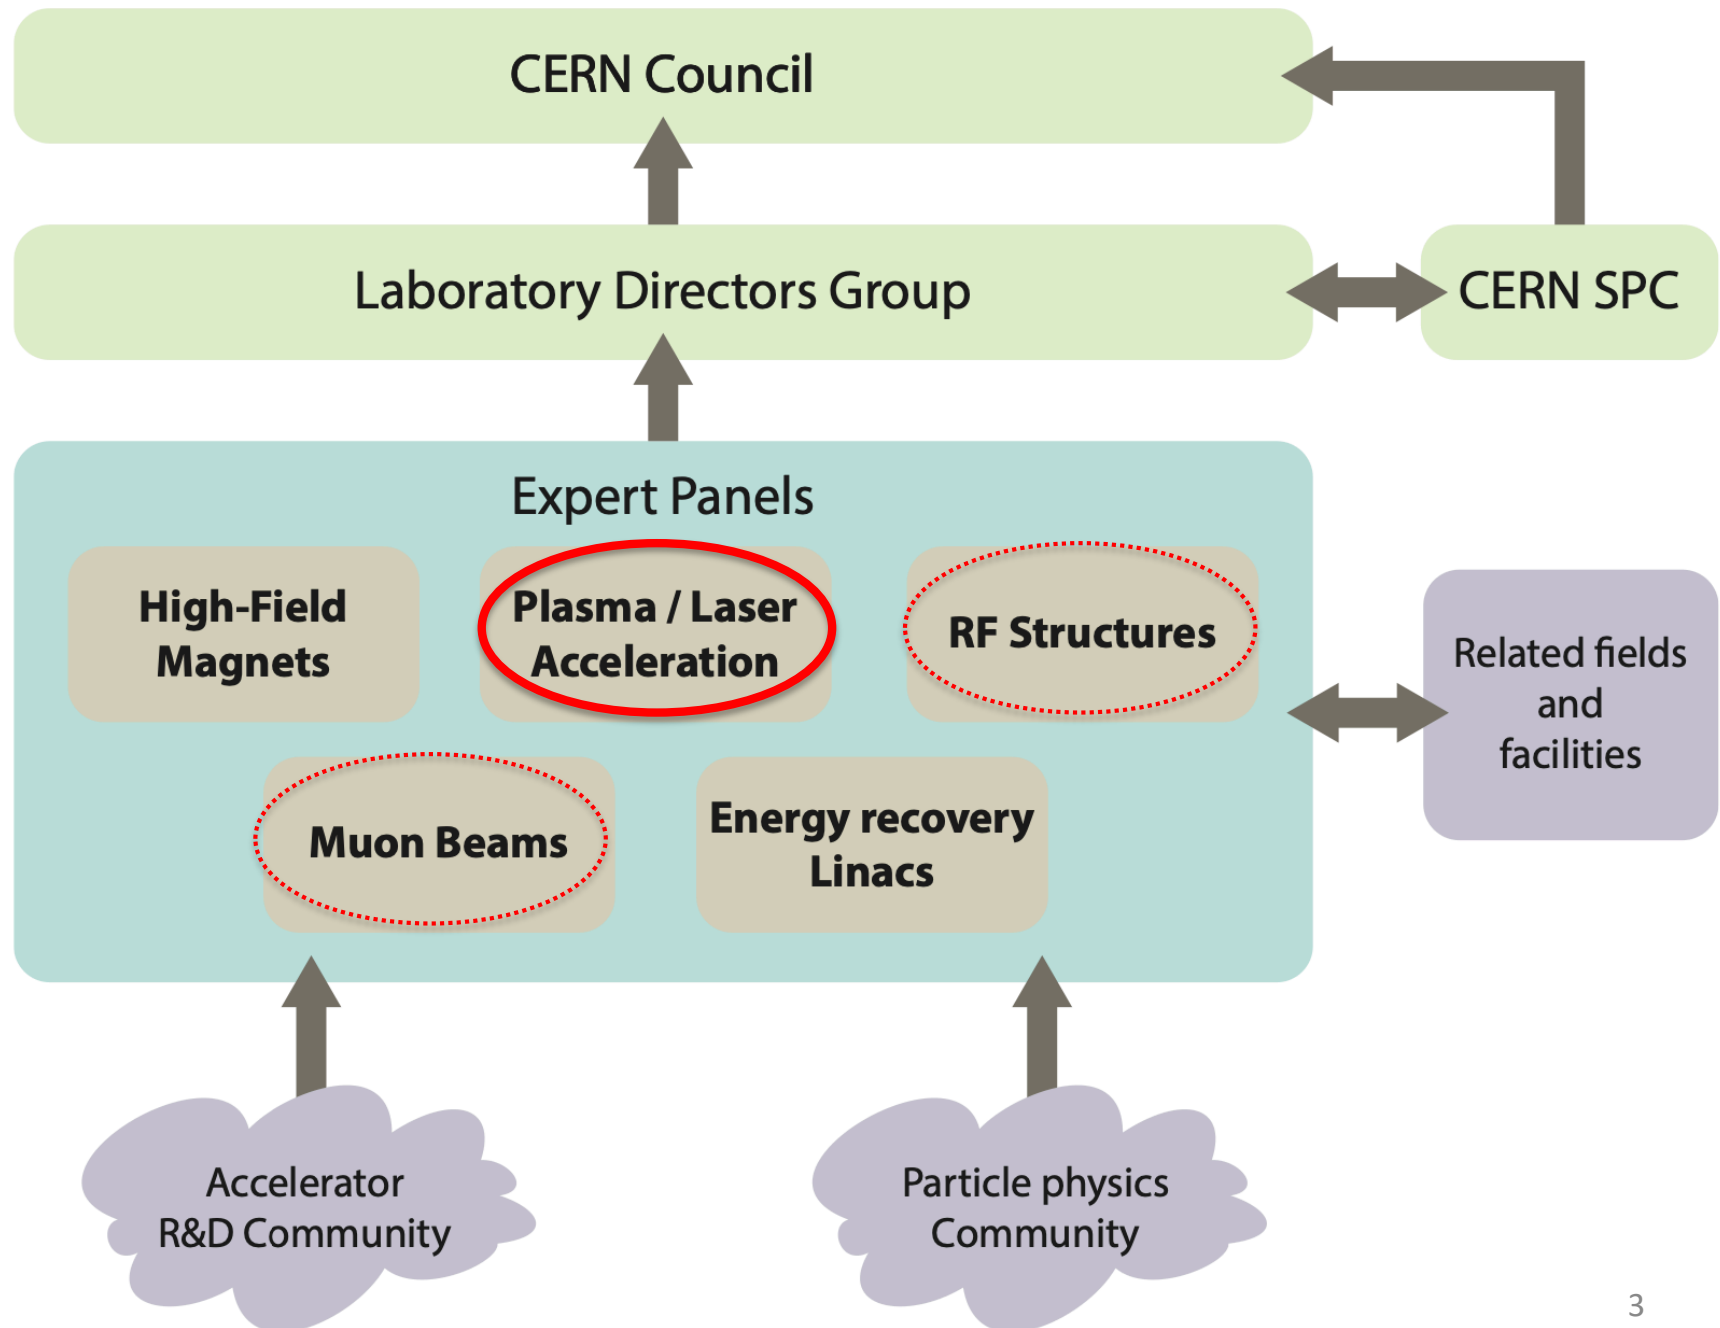 CERN Council
Laboratory Directors Group
CERN SPC
Expert Panels
High-Field
Magnets
Plasma / Laser
Acceleration
RF Structures
Muon Beams
Energy recovery
Linacs
Related fields
and
facilities
Accelerator
R&D Community
Particle physics
Community
3